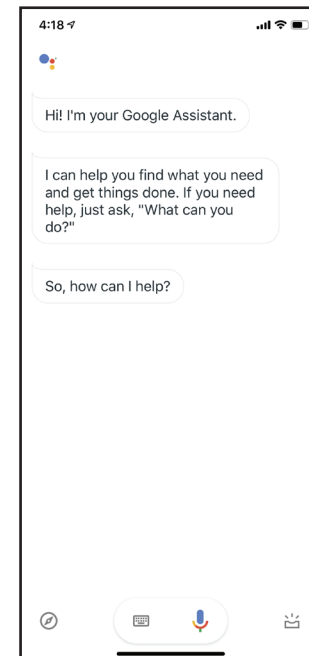 4:18
Hi! I'm your Google Assistant.
I can help you find what you need
and get things done. If you need
help, just ask, "What can you
do?"
So, how can I help?